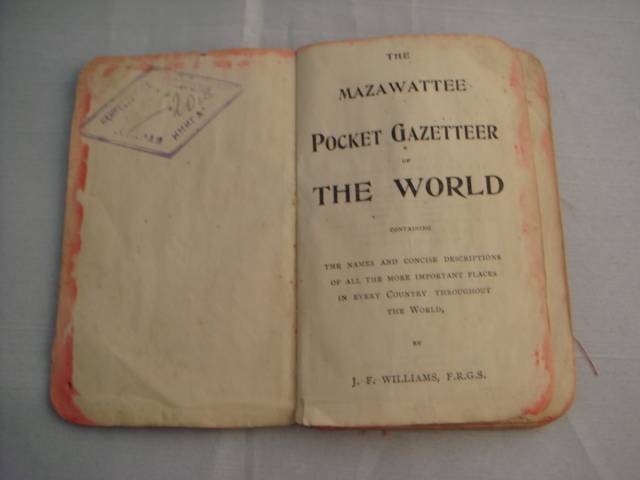 КНИГА
THE
MAZAWATTEE
POCKET GAZETTEER
OF
THE WORLD
CONTAINING
THE NAMES AND CONCISE DESCRIPTIONS
OF ALL THE MORE IMPORTANT PLACES
IN EVERY COUNTRY THROUGHOUT
THE WORLD,
BY
J. F. WILLIAMS, F.R.G.S.